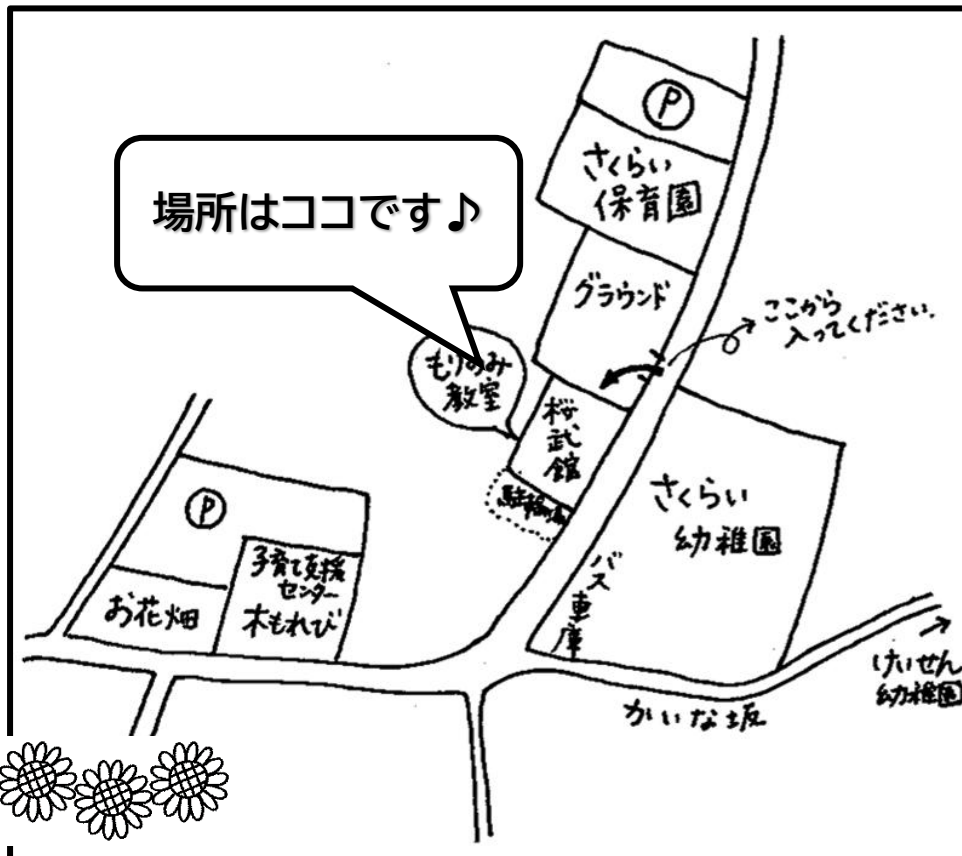 Ⓟ
さくらい
保育園
場所はココです♪
グラウンド
ここから
入ってください.
もりのみ
教室
桜武館
駐輪場
さくらい
幼稚園
Ⓟ
子育て支援
センター
木もれび
お花畑
バス車庫
けいせん
幼稚園
かいな坂